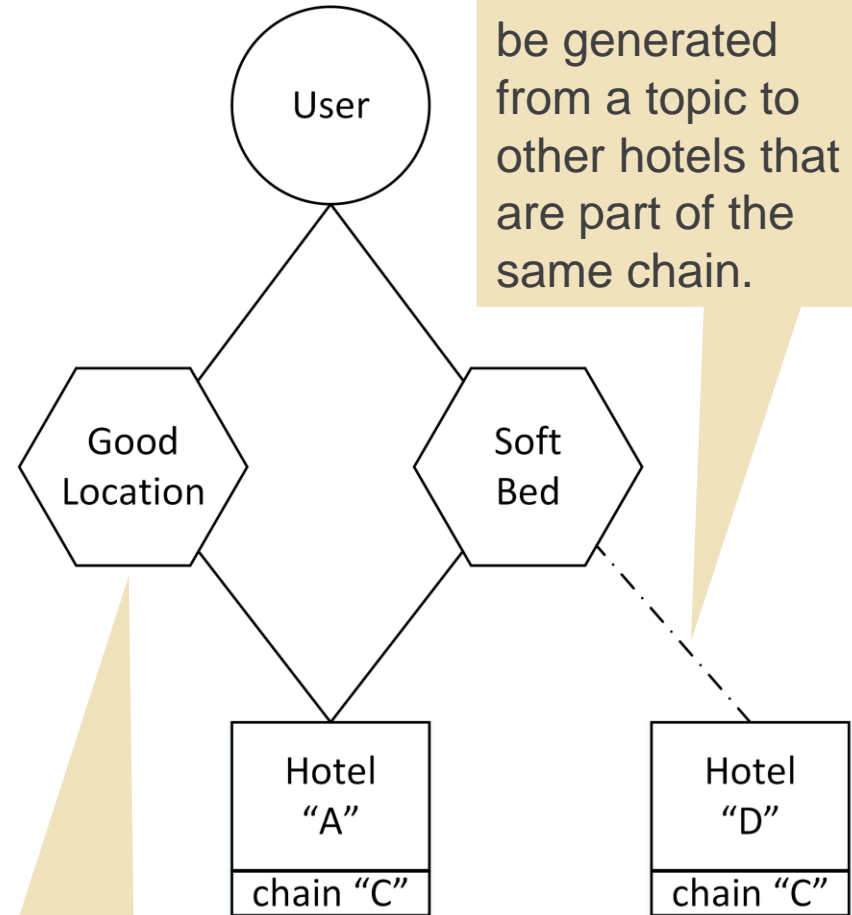 User
be generated
from a topic to
other hotels that
are part of the
same chain.
Good
Location
Soft
Bed
Hotel
“A”
chain “C”
Hotel
“D”
chain “C”